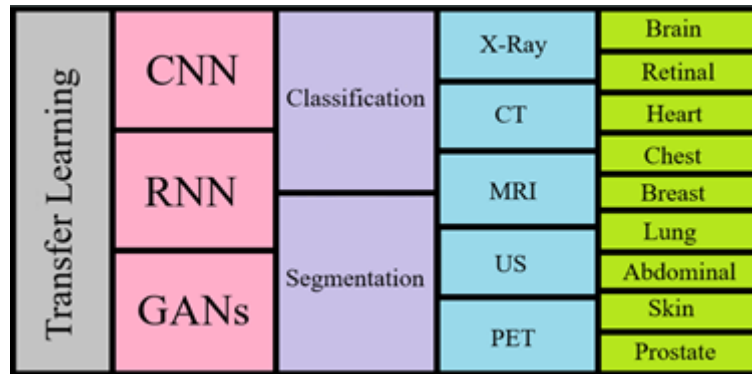 Transfer Learning
CNN
RNN
GANs
Classification
Segmentation
X-Ray
CT
MRI
US
PET
Brain
Retinal
Heart
Chest
Breast
Lung
Abdominal
Skin
Prostate